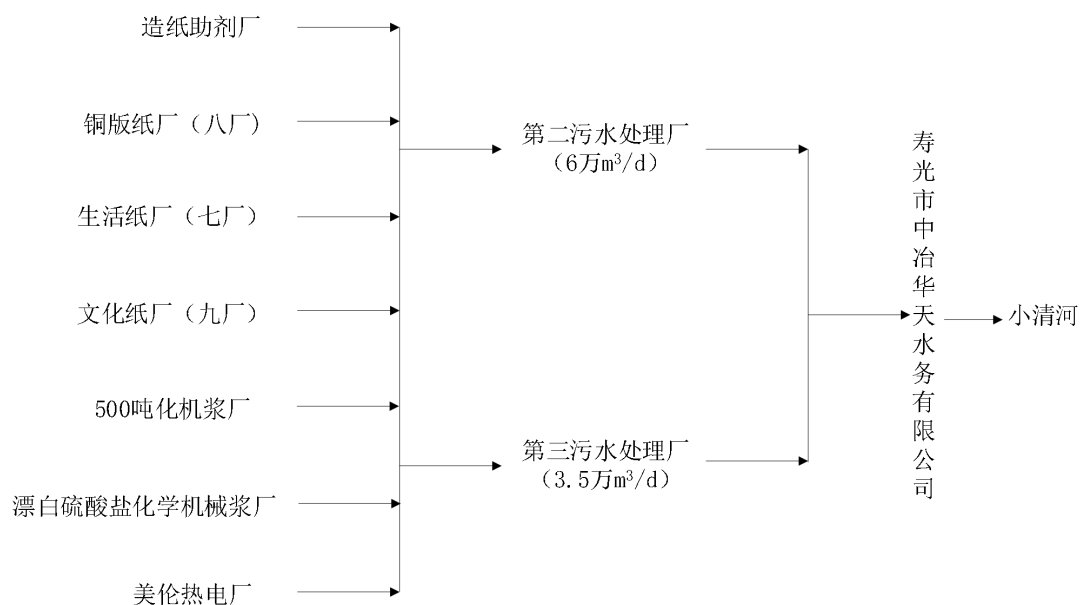 造纸助剂厂
铜版纸厂（八厂）
生活纸厂（七厂）
文化纸厂（九厂）
500吨化机浆厂
漂白硫酸盐化学机械浆厂
美伦热电厂
第二污水处理厂
（6万m³/d）
第三污水处理厂
（3.5万m³/d）
寿光市中冶华天水务有限公司
小清河